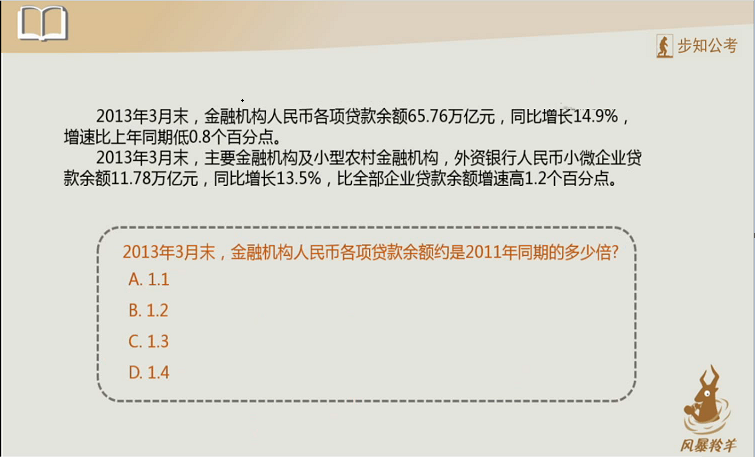 步知公考
2013年3月末，金融机构人民币各项贷款余额65.76万亿元，同比增长14.9%，
增速比上年同期低0.8个百分点。
2013年3月末，主要金融机构及小型农村金融机构，外资银行人民币小微企业贷
款余额11.78万亿元，同比增长13.5%，比全部企业贷款余额增速高1.2个百分点。
2013年3月末，金融机构人民币各项贷款余额约是2011年同期的多少倍?
A. 1.1
B. 1.2
C. 1.3
D. 1.4
风暴羚羊